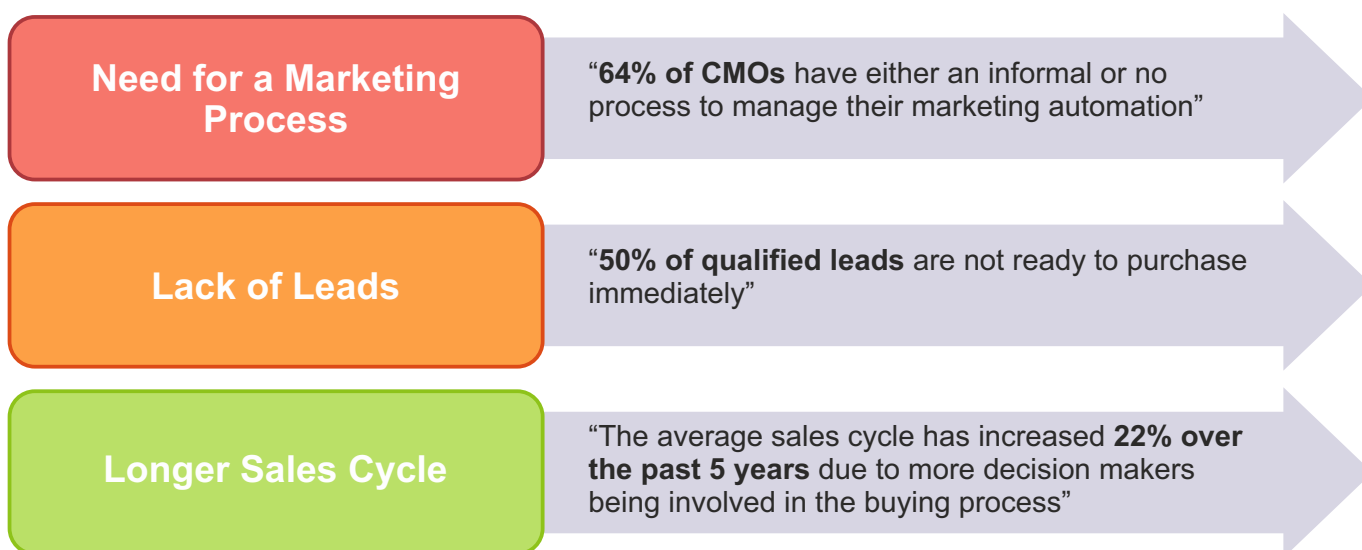 Need for a Marketing
Process
“64% of CMOs have either an informal or no
process to manage their marketing automation”
Lack of Leads
“50% of qualified leads are not ready to purchase
immediately”
Longer Sales Cycle
“The average sales cycle has increased 22% over
the past 5 years due to more decision makers
being involved in the buying process”